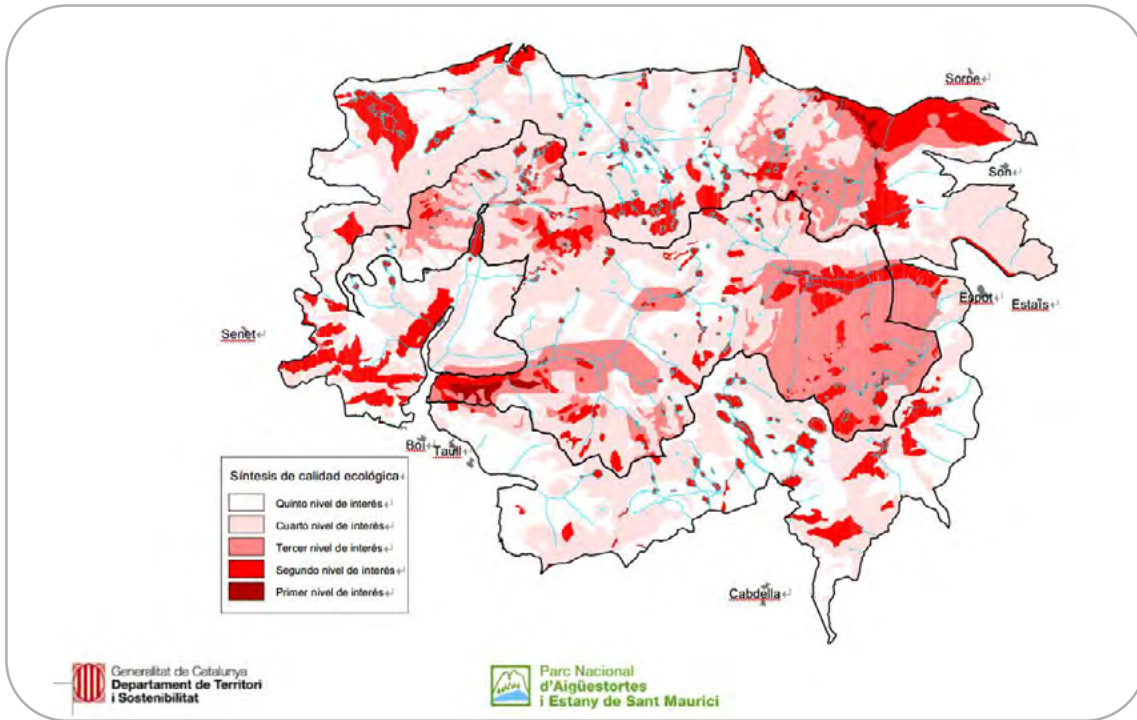 Sorpe
Son
Espot
Estaïs
Senet
Boí
Taüll
Síntesis de calidad ecológica
Quinto nivel de interés
Cuarto nivel de interés
Tercer nivel de interés
Segundo nivel de interés
Primer nivel de interés
Cabdella
Generalitat de Catalunya
Departament de Territori
i Sostenibilitat
Parc Nacional
d'Aigüestortes
i Estany de Sant Maurici